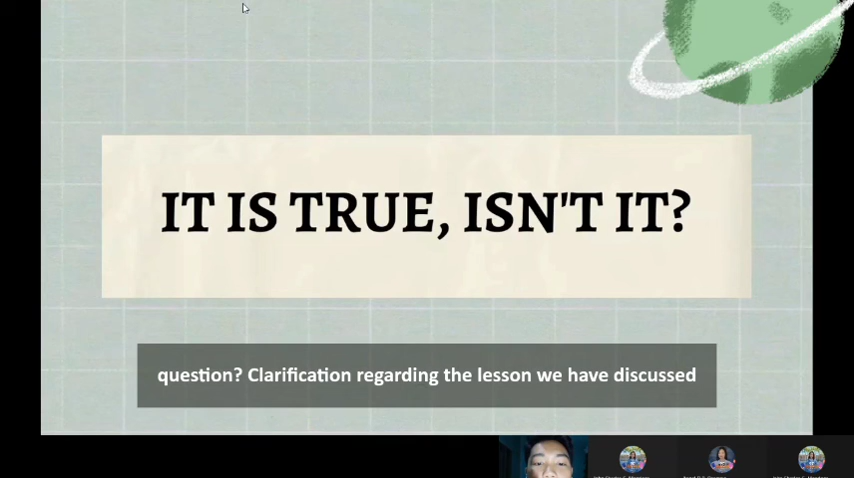 IT IS TRUE, ISN'T IT?
question? Clarification regarding the lesson we have discussed